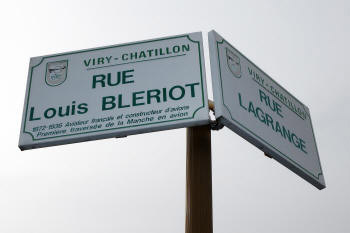 VIRY-CHATILLON
RUE
Louis BLERIOT
1872-1936 Aviateur français et constructeur d'avions
Première traversée de la Manche en avion
VIRY-CHATILLON
RUE
LAGRANGE